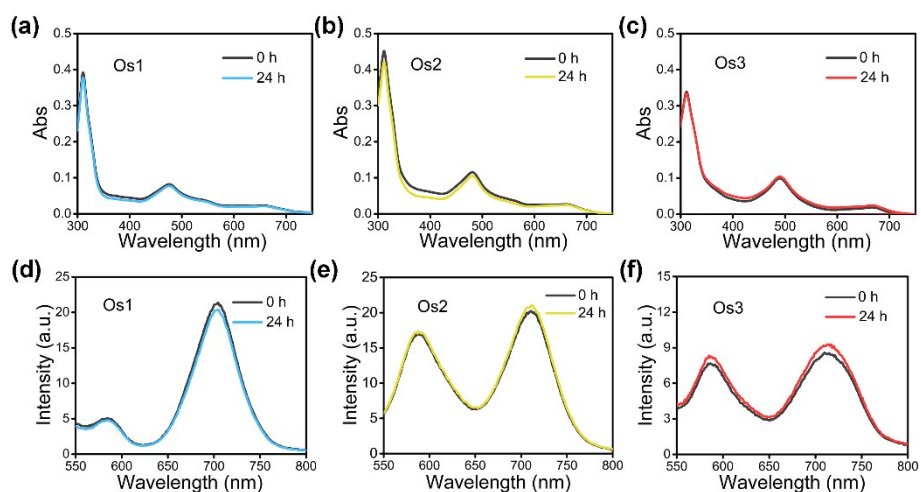 (a)
Os1
0 h
24 h
Abs
0.5
0.4
0.3
0.2
0.1
0.0
300 400 500 600 700
Wavelength (nm)
(b)
Os2
0 h
24 h
Abs
0.5
0.4
0.3
0.2
0.1
0.0
300 400 500 600 700
Wavelength (nm)
(c)
Os3
0 h
24 h
Abs
0.5
0.4
0.3
0.2
0.1
0.0
300 400 500 600 700
Wavelength (nm)
(d)
Os1
0 h
24 h
Intensity (a.u.)
25
20
15
10
5
0
550 600 650 700 750 800
Wavelength (nm)
(e)
Os2
0 h
24 h
Intensity (a.u.)
25
20
15
10
5
0
550 600 650 700 750 800
Wavelength (nm)
(f)
Os3
0 h
24 h
Intensity (a.u.)
15
12
9
6
3
0
550 600 650 700 750 800
Wavelength (nm)